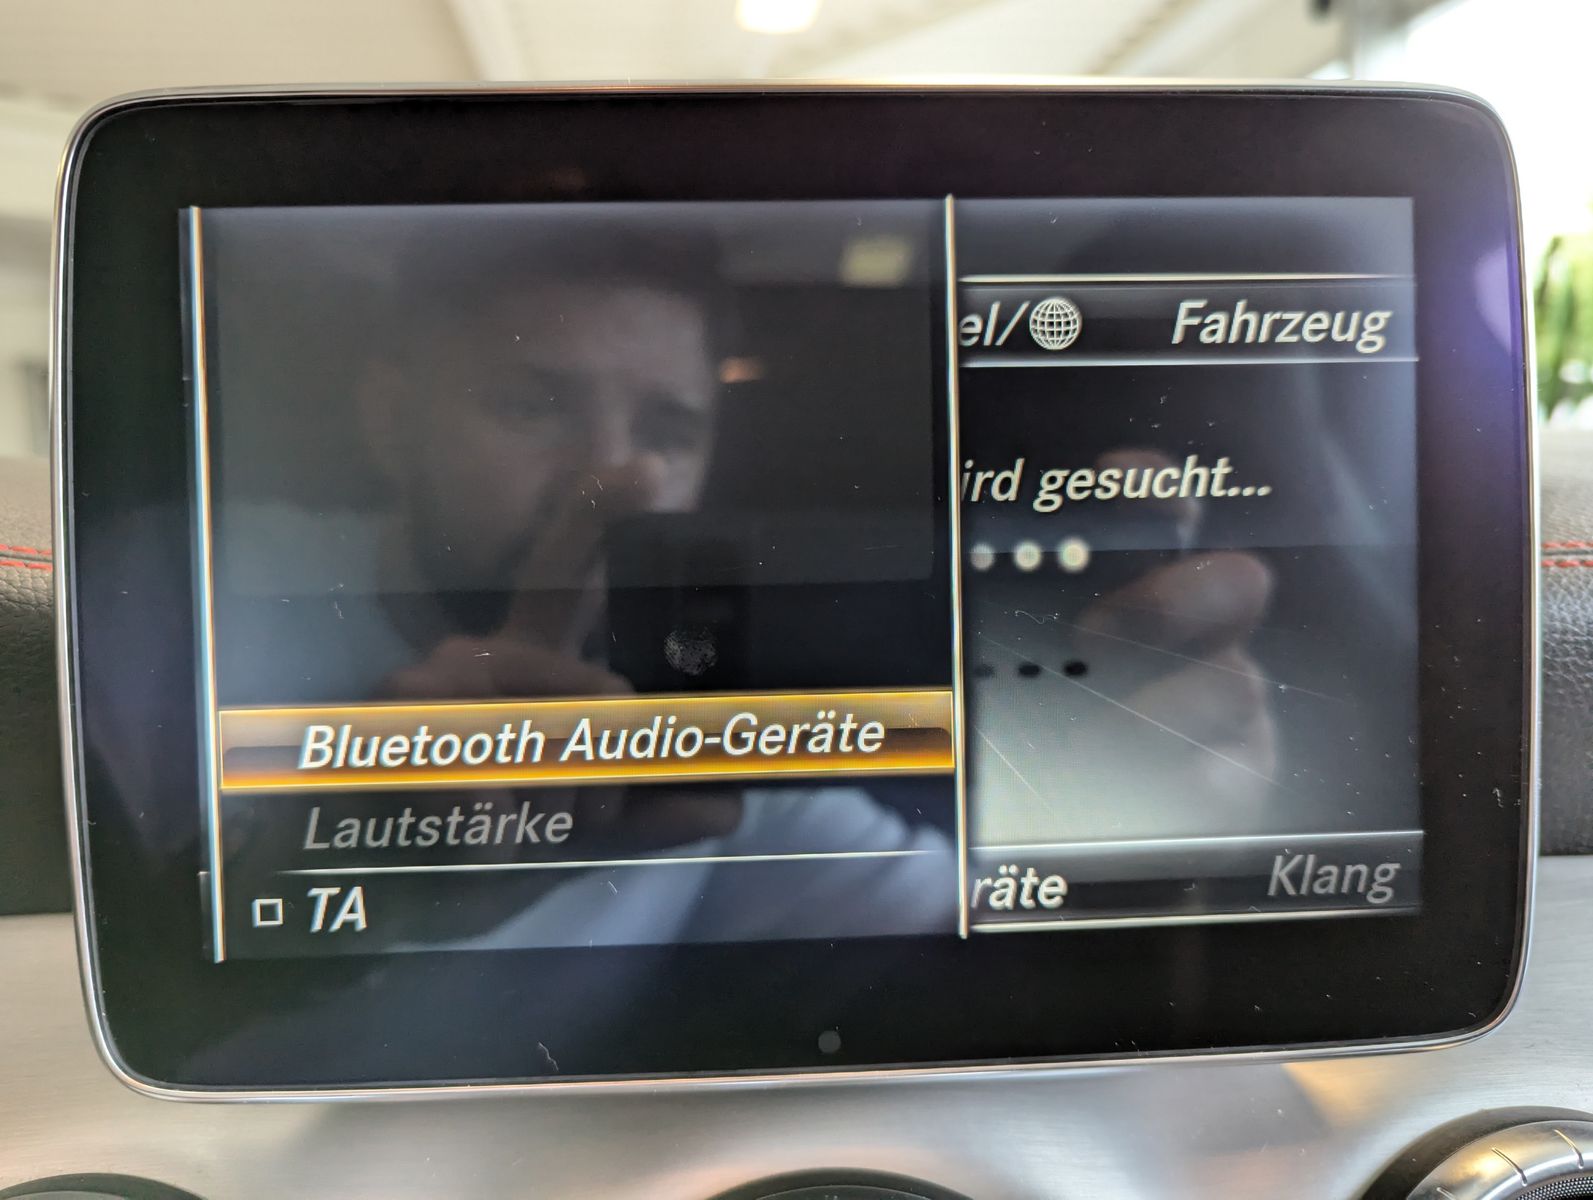 el/ Fahrzeug
ird gesucht...
Bluetooth Audio-Geräte
Lautstärke
TA
räte Klang